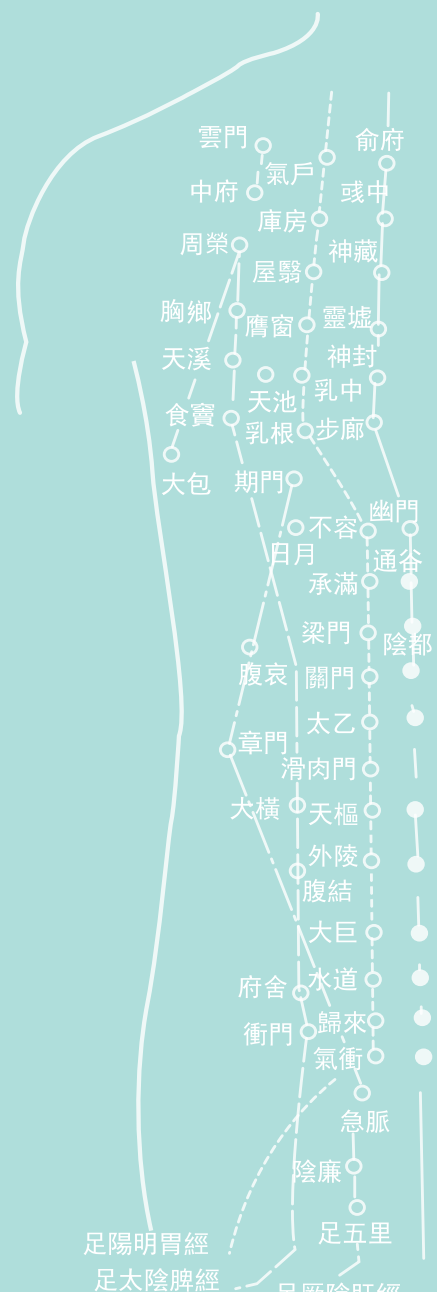 雲門
俞府
氣戶
中府
彧中
庫房
周榮
神藏
屋翳
胸鄉
靈墟
膺窗
天溪
神封
乳中
天池
食竇
乳根
步廊
大包
期門
幽門
不容
日月
通谷
承滿
梁門
陰都
腹哀
關門
太乙
章門
滑肉門
大橫
天樞
外陵
腹結
大巨
水道
府舍
歸來
衝門
氣衝
急脈
陰廉
足五里
足陽明胃經
足太陰脾經
足厥陰肝經